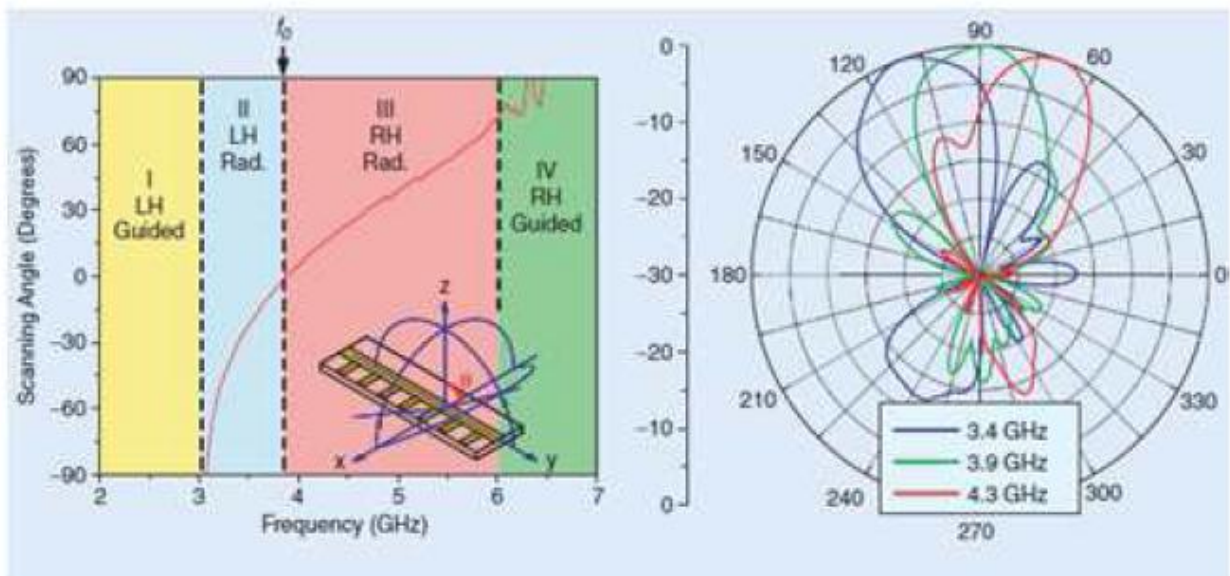 f₀
90
60
30
0
−30
−60
−90
Scanning Angle (Degrees)
I
LH
Guided
II
LH
Rad.
III
RH
Rad.
IV
RH
Guided
z
θ
x
y
2
3
4
5
6
7
Frequency (GHz)
0
−10
−20
−30
−20
−10
0
90
120
60
150
30
180
0
210
330
240
300
270
3.4 GHz
3.9 GHz
4.3 GHz